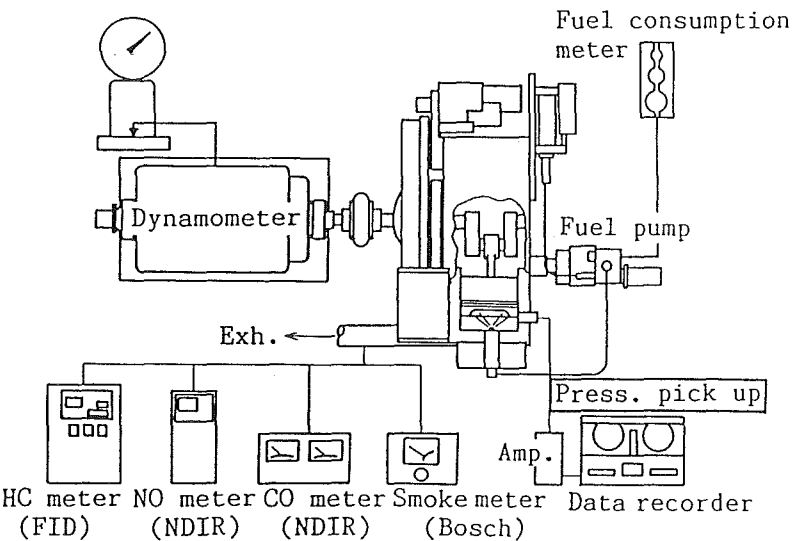 Fuel consumption
meter
Dynamometer
Fuel pump
Exh.
Press. pick up
Amp.
HC meter NO meter CO meter Smoke meter Data recorder
(FID) (NDIR) (NDIR) (Bosch)